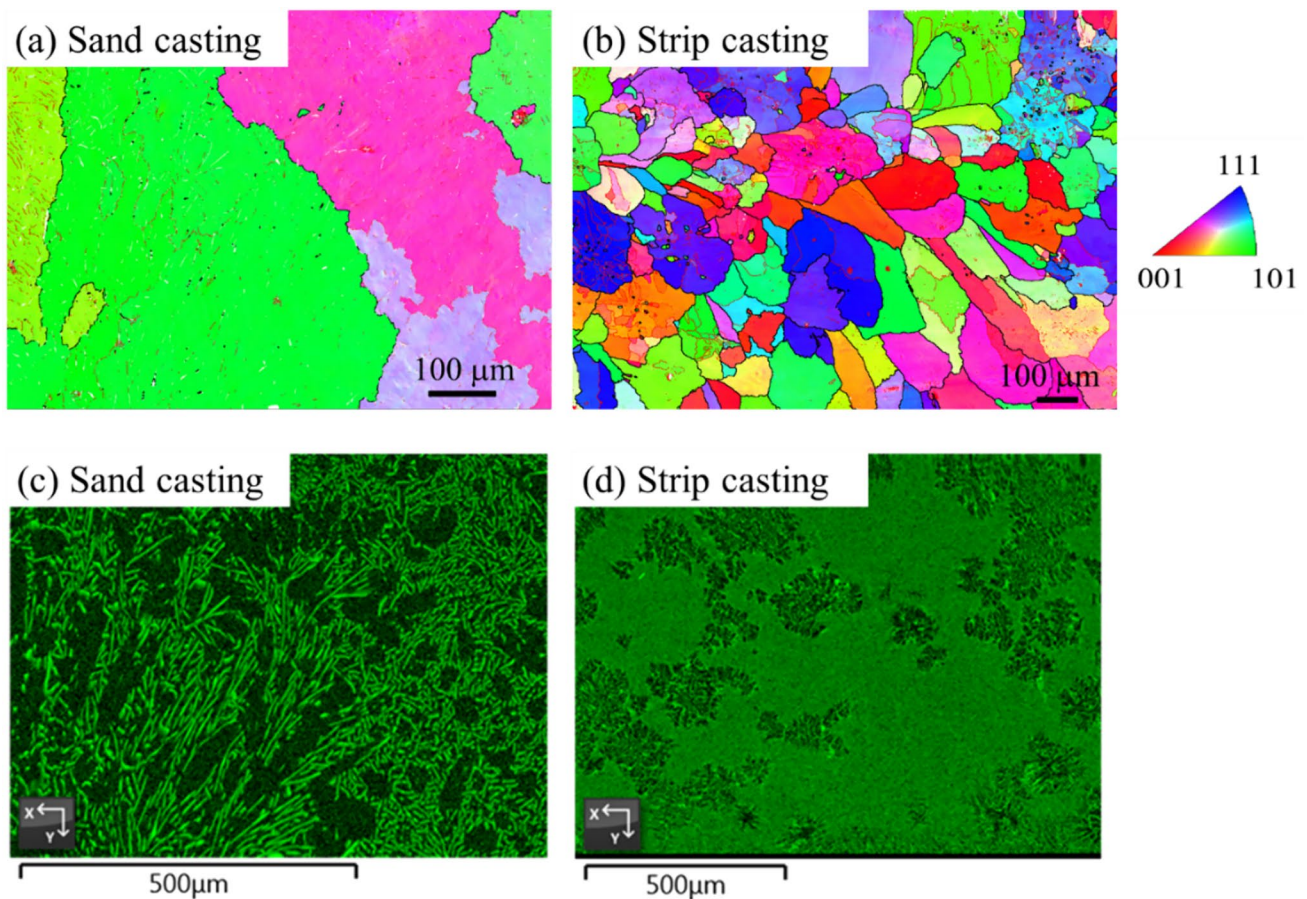 (a) Sand casting
(b) Strip casting
100 μm
100 μm
111
001
101
(c) Sand casting
(d) Strip casting
X
Y
X
Y
500μm
500μm